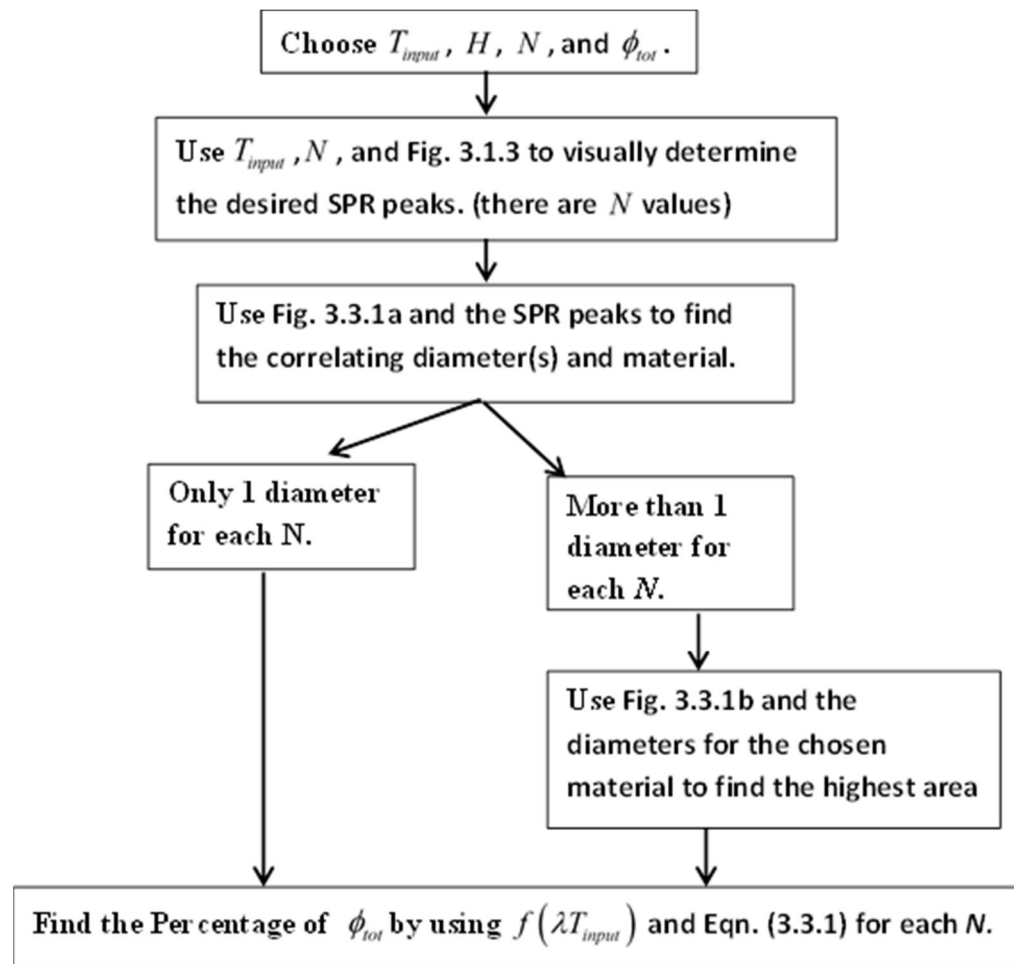 Choose T_input, H, N, and ϕ_tot.
Use T_input, N, and Fig. 3.1.3 to visually determine
the desired SPR peaks. (there are N values)
Use Fig. 3.3.1a and the SPR peaks to find
the correlating diameter(s) and material.
Only 1 diameter
for each N.
More than 1
diameter for
each N.
Use Fig. 3.3.1b and the
diameters for the chosen
material to find the highest area
Find the Percentage of ϕ_tot by using f(λT_input) and Eqn. (3.3.1) for each N.